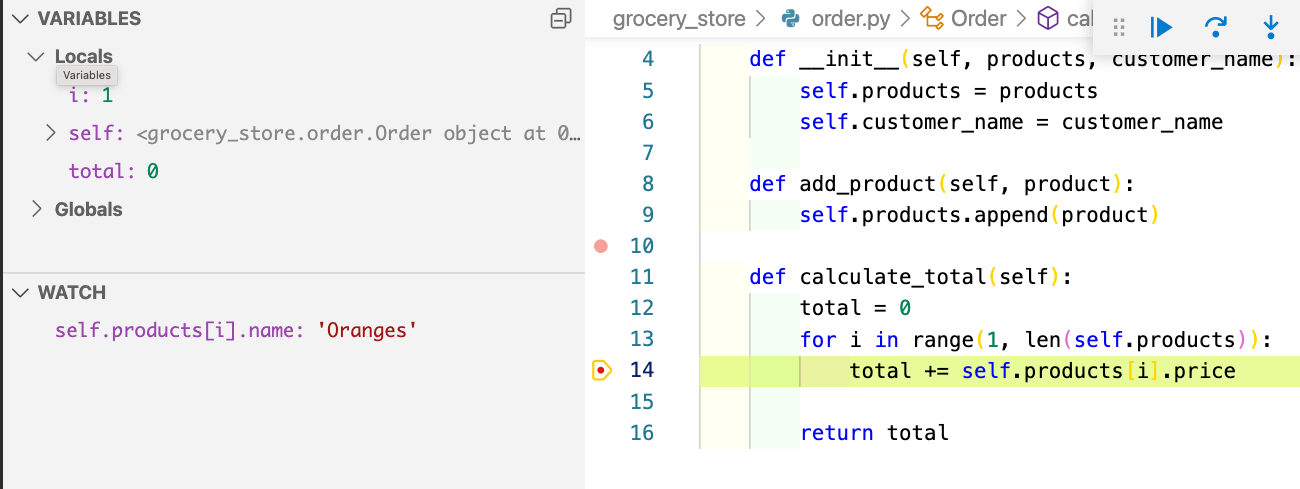 VARIABLES
Locals
Variables
i: 1
self: <grocery_store.order.Order object at 0…
total: 0
Globals
WATCH
self.products[i].name: 'Oranges'
grocery_store > order.py > Order > cal
4 def __init__(self, products, customer_name):
5 self.products = products
6 self.customer_name = customer_name
7
8 def add_product(self, product):
9 self.products.append(product)
10
11 def calculate_total(self):
12 total = 0
13 for i in range(1, len(self.products)):
14 total += self.products[i].price
15
16 return total